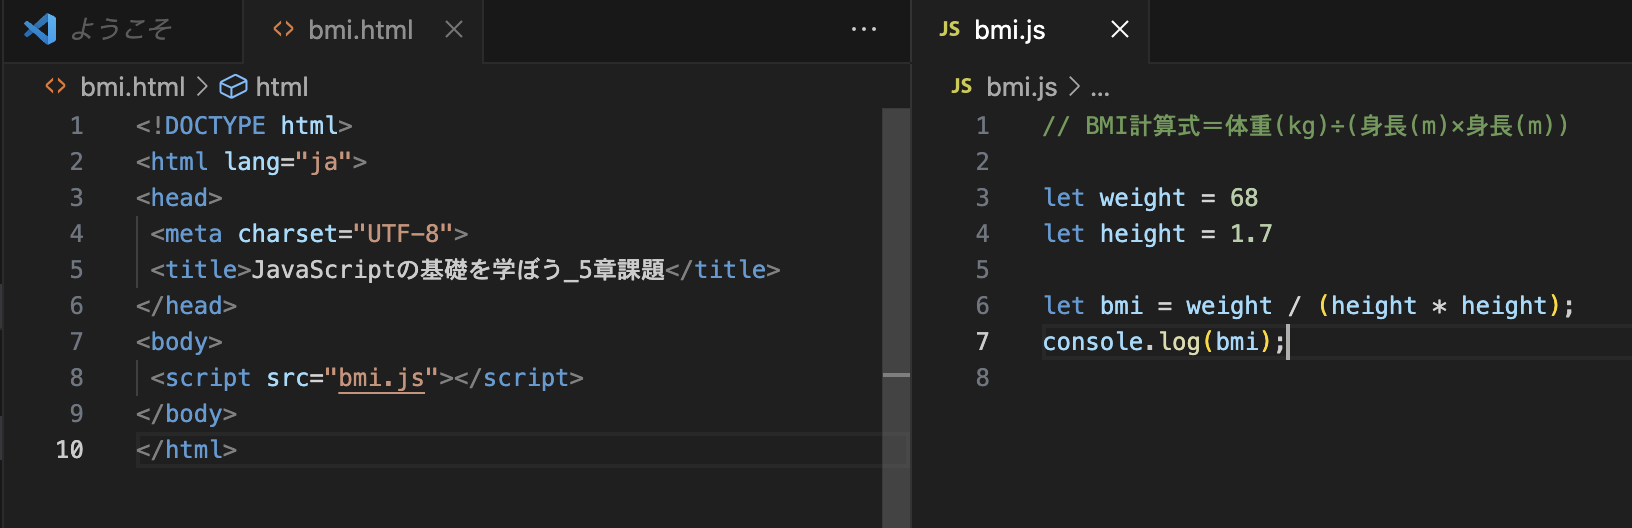 ようこそ
bmi.html
...
bmi.html > html
1 <!DOCTYPE html>
2 <html lang="ja">
3 <head>
4 <meta charset="UTF-8">
5 <title>JavaScriptの基礎を学ぼう_5章課題</title>
6 </head>
7 <body>
8 <script src="bmi.js"></script>
9 </body>
10 </html>
JS bmi.js
JS bmi.js > ...
1 // BMI計算式＝体重(kg)÷(身長(m)×身長(m))
2
3 let weight = 68
4 let height = 1.7
5
6 let bmi = weight / (height * height);
7 console.log(bmi);
8